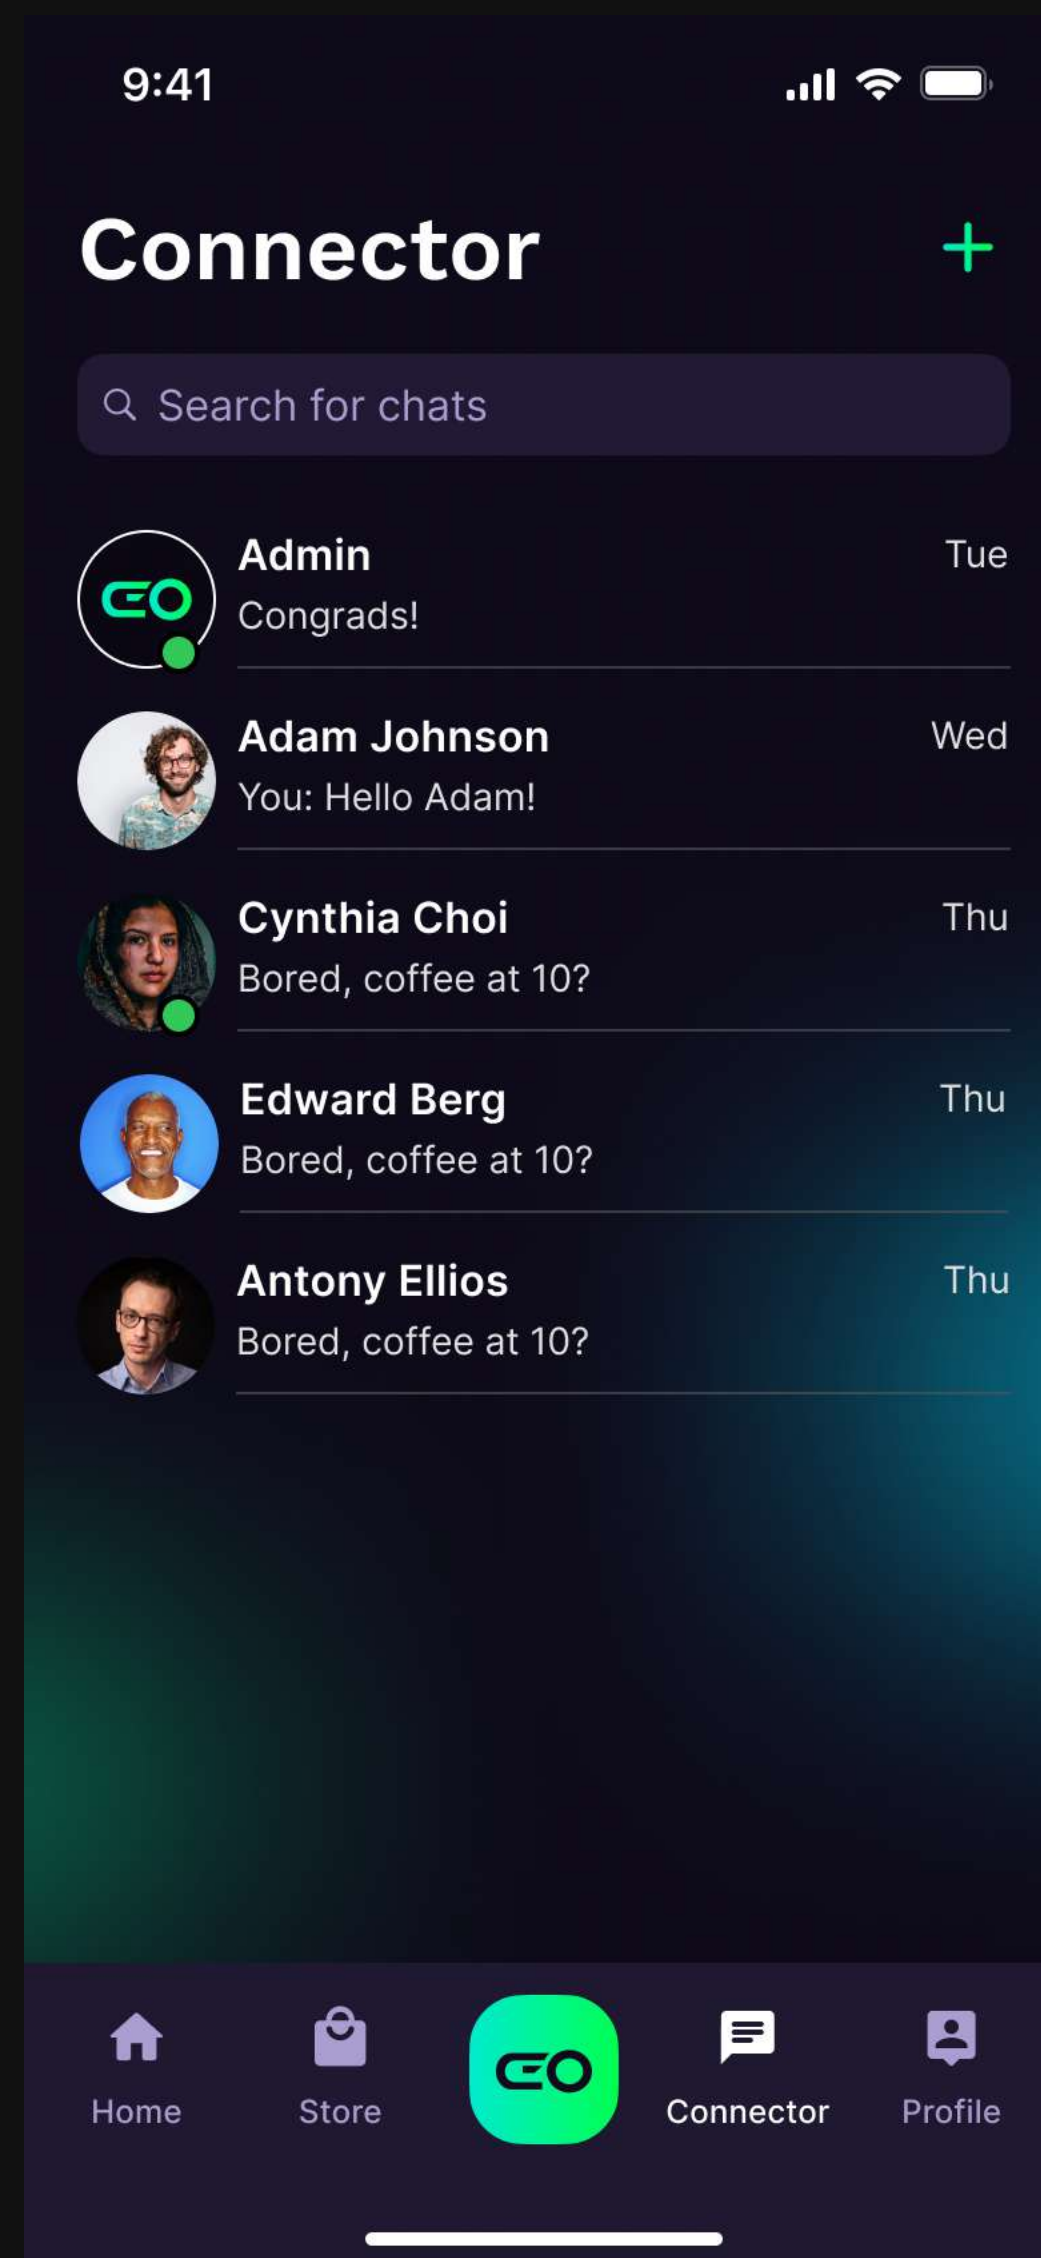 9:41
Connector
Search for chats
Admin Tue
Congrads!
Adam Johnson Wed
You: Hello Adam!
Cynthia Choi Thu
Bored, coffee at 10?
Edward Berg Thu
Bored, coffee at 10?
Antony Ellios Thu
Bored, coffee at 10?
Home Store Connector Profile